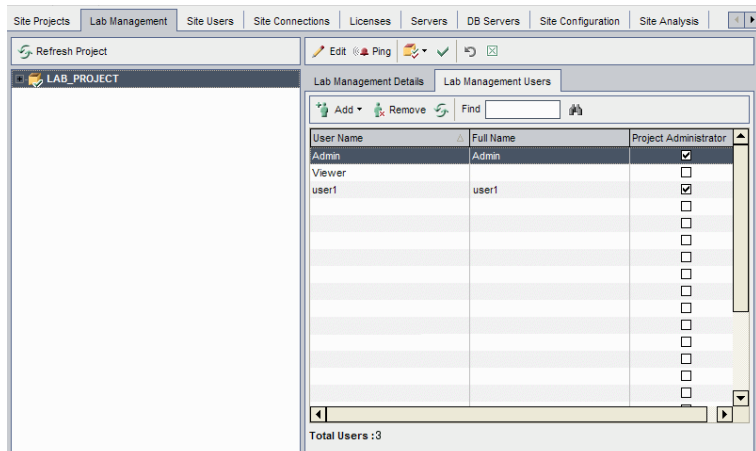 Site Projects Lab Management Site Users Site Connections Licenses Servers DB Servers Site Configuration Site Analysis
Refresh Project
Edit Ping
LAB_PROJECT
Lab Management Details Lab Management Users
Add Remove Find
User Name Full Name Project Administrator
Admin Admin
Viewer
user1 user1
Total Users :3